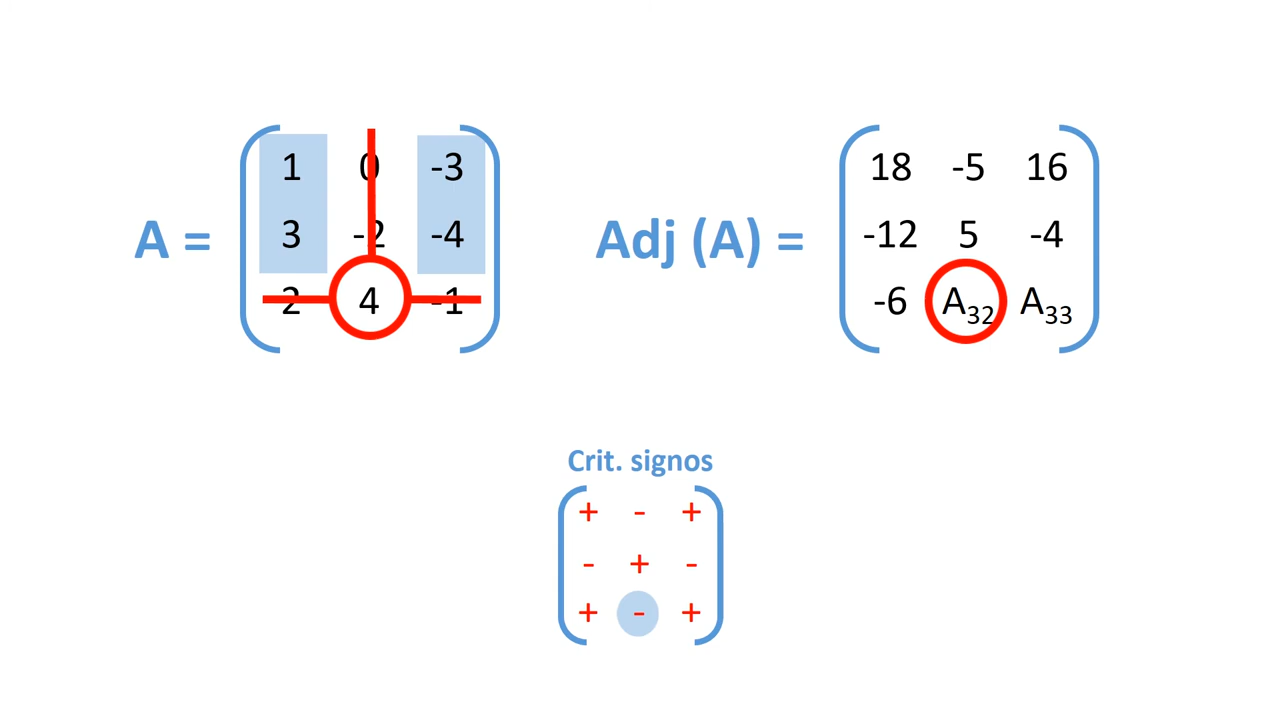 1 0 -3
3 -2 -4
2 4 -1
A =
18 -5 16
-12 5 -4
-6 A32 A33
Adj (A) =
Crit. signos
+ - +
- + -
+ - +